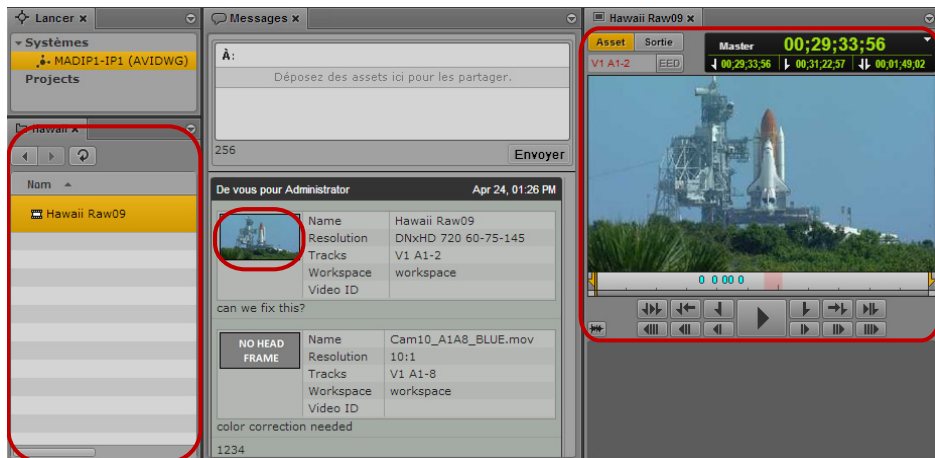 Lancer x
Systèmes
MADIP1-IP1 (AVIDWG)
Projects
Hawaii x
Nom
Hawaii Raw09
Messages x
À:
Déposez des assets ici pour les partager.
256
Envoyer
De vous pour Administrator Apr 24, 01:26 PM
Name Hawaii Raw09
Resolution DNxHD 720 60-75-145
Tracks V1 A1-2
Workspace workspace
Video ID
can we fix this?
NO HEAD
FRAME
Name Cam10_A1A8_BLUE.mov
Resolution 10:1
Tracks V1 A1-8
Workspace workspace
Video ID
color correction needed
1234
Hawaii Raw09 x
Asset Sortie
Master 00;29;33;56
V1 A1-2 EED
00;29;33;56 00;31;22;57 00;01;49;02
0 0 00 0